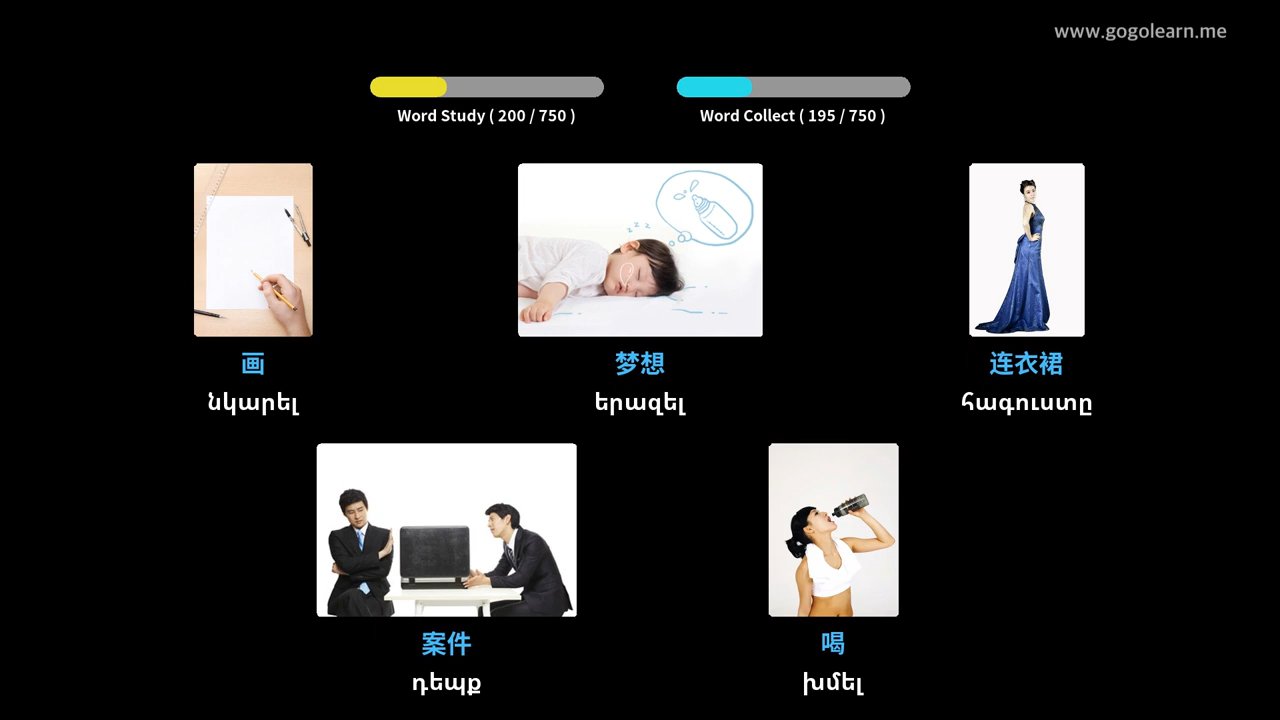 www.gogolearn.me
Word Study ( 200 / 750 )
Word Collect ( 195 / 750 )
画
նկարել
梦想
երազել
连衣裙
հագուստը
案件
դեպք
喝
խմել